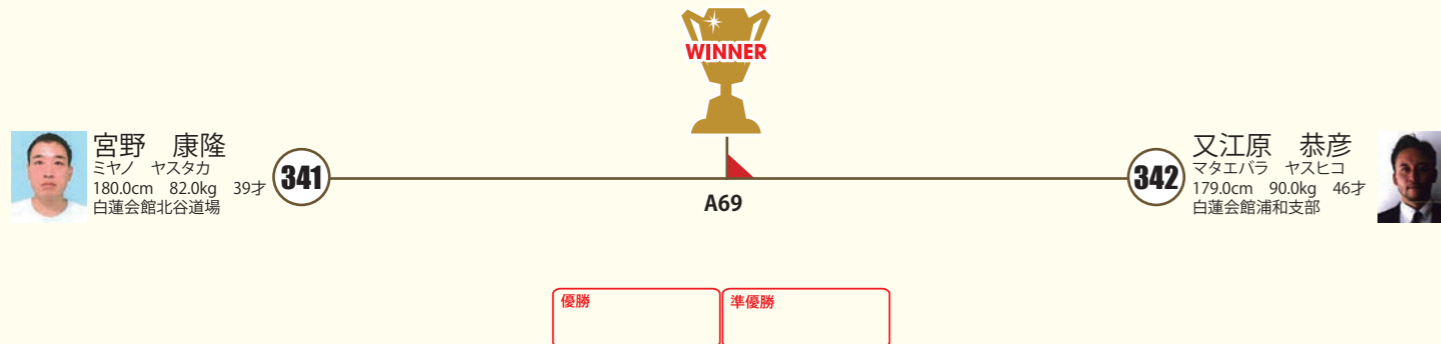 WINNER
宮野　康隆
ミヤノ　ヤスタカ
180.0cm　82.0kg　39才
白蓮会館北谷道場
341
A69
342
又江原　恭彦
マタエバラ　ヤスヒコ
179.0cm　90.0kg　46才
白蓮会館浦和支部
優勝
準優勝